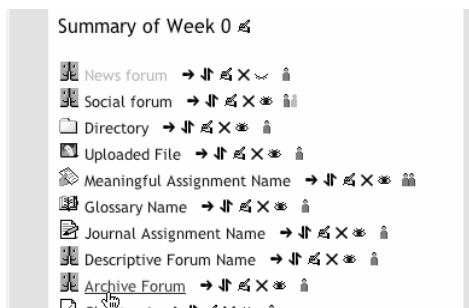 Summary of Week 0
News forum
Social forum
Directory
Uploaded File
Meaningful Assignment Name
Glossary Name
Journal Assignment Name
Descriptive Forum Name
Archive Forum